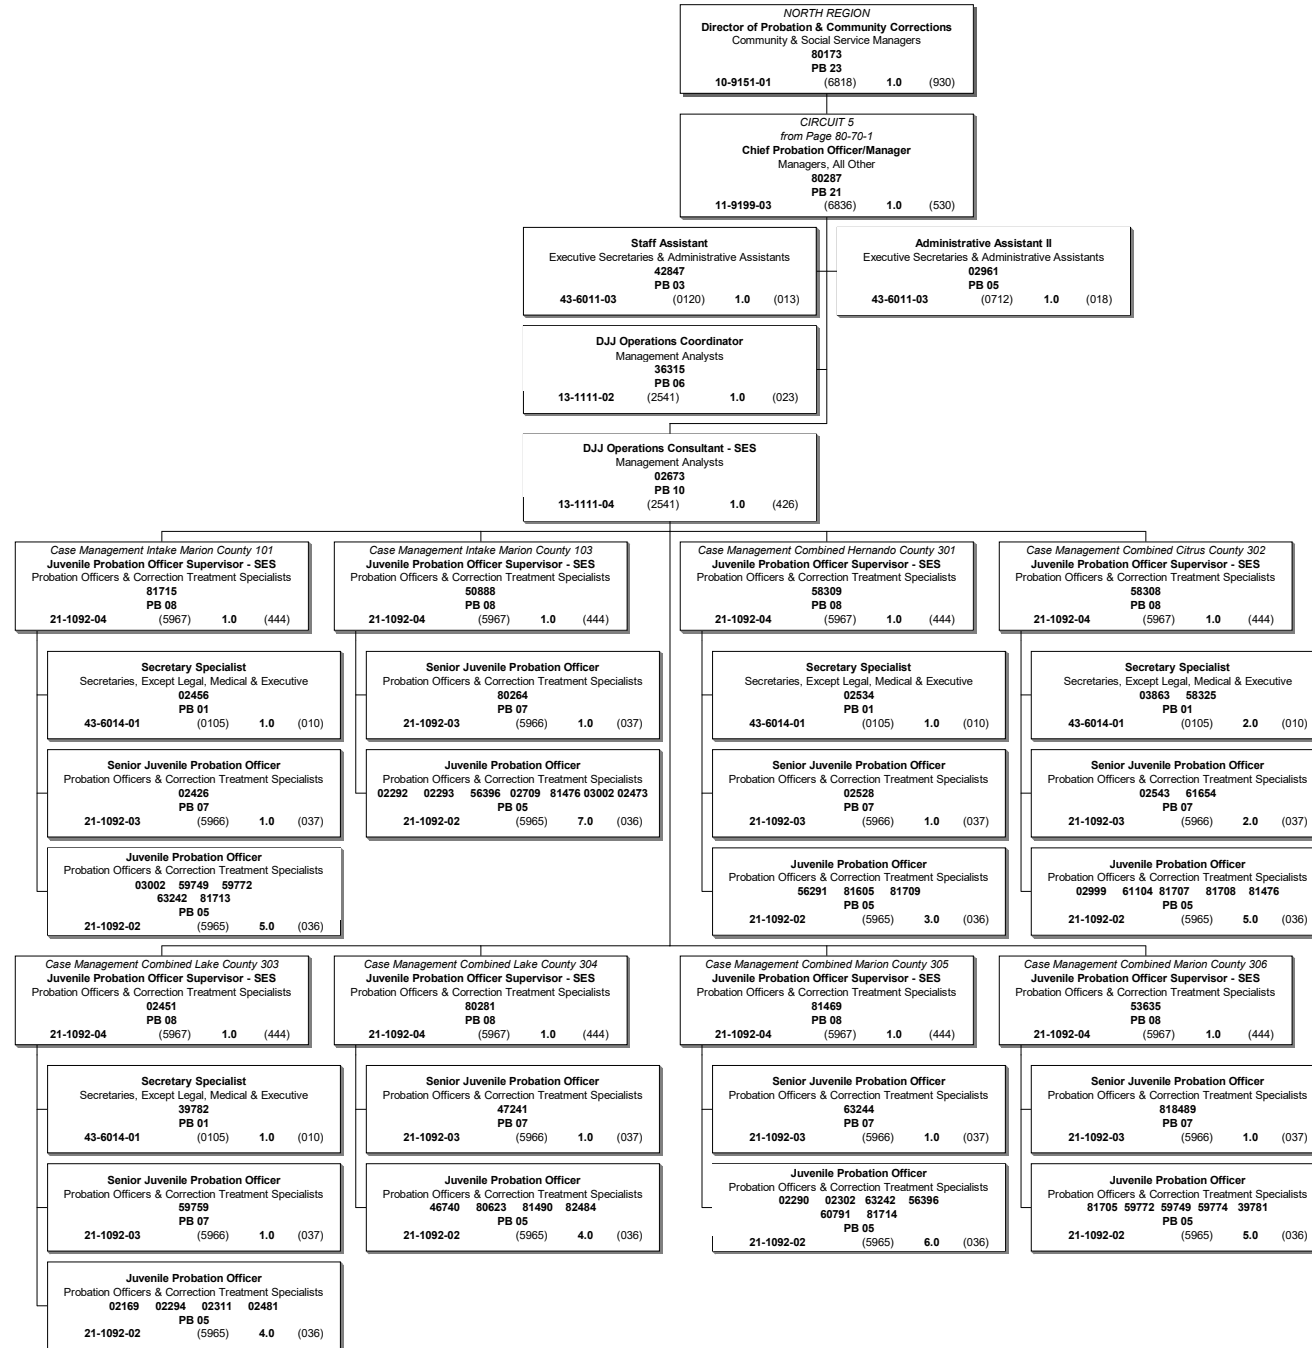 NORTH REGION
Director of Probation & Community Corrections
Community & Social Service Managers
80173
PB 23
10-9151-01 (6818) 1.0 (930)
CIRCUIT 5
from Page 80-70-1
Chief Probation Officer/Manager
Managers, All Other
80287
PB 21
11-9199-03 (6836) 1.0 (530)
Staff Assistant
Executive Secretaries & Administrative Assistants
42847
PB 03
43-6011-03 (0120) 1.0 (013)
Administrative Assistant II
Executive Secretaries & Administrative Assistants
02961
PB 05
43-6011-03 (0712) 1.0 (018)
DJJ Operations Coordinator
Management Analysts
36315
PB 06
13-1111-02 (2541) 1.0 (023)
DJJ Operations Consultant - SES
Management Analysts
02673
PB 10
13-1111-04 (2541) 1.0 (426)
Case Management Intake Marion County 101
Juvenile Probation Officer Supervisor - SES
Probation Officers & Correction Treatment Specialists
81715
PB 08
21-1092-04 (5967) 1.0 (444)
Secretary Specialist
Secretaries, Except Legal, Medical & Executive
02456
PB 01
43-6014-01 (0105) 1.0 (010)
Senior Juvenile Probation Officer
Probation Officers & Correction Treatment Specialists
02426
PB 07
21-1092-03 (5966) 1.0 (037)
Juvenile Probation Officer
Probation Officers & Correction Treatment Specialists
03002 59749 59772
63242 81713
PB 05
21-1092-02 (5965) 5.0 (036)
Case Management Intake Marion County 103
Juvenile Probation Officer Supervisor - SES
Probation Officers & Correction Treatment Specialists
50888
PB 08
21-1092-04 (5967) 1.0 (444)
Senior Juvenile Probation Officer
Probation Officers & Correction Treatment Specialists
80264
PB 07
21-1092-03 (5966) 1.0 (037)
Juvenile Probation Officer
Probation Officers & Correction Treatment Specialists
02292 02293 56396 02709 81476 03002 02473
PB 05
21-1092-02 (5965) 7.0 (036)
Case Management Combined Hernando County 301
Juvenile Probation Officer Supervisor - SES
Probation Officers & Correction Treatment Specialists
58309
PB 08
21-1092-04 (5967) 1.0 (444)
Secretary Specialist
Secretaries, Except Legal, Medical & Executive
02534
PB 01
43-6014-01 (0105) 1.0 (010)
Senior Juvenile Probation Officer
Probation Officers & Correction Treatment Specialists
02528
PB 07
21-1092-03 (5966) 1.0 (037)
Juvenile Probation Officer
Probation Officers & Correction Treatment Specialists
56291 81605 81709
PB 05
21-1092-02 (5965) 3.0 (036)
Case Management Combined Citrus County 302
Juvenile Probation Officer Supervisor - SES
Probation Officers & Correction Treatment Specialists
58308
PB 08
21-1092-04 (5967) 1.0 (444)
Secretary Specialist
Secretaries, Except Legal, Medical & Executive
03863 58325
PB 01
43-6014-01 (0105) 2.0 (010)
Senior Juvenile Probation Officer
Probation Officers & Correction Treatment Specialists
02543 61654
PB 07
21-1092-03 (5966) 2.0 (037)
Juvenile Probation Officer
Probation Officers & Correction Treatment Specialists
02999 61104 81707 81708 81476
PB 05
21-1092-02 (5965) 5.0 (036)
Case Management Combined Lake County 303
Juvenile Probation Officer Supervisor - SES
Probation Officers & Correction Treatment Specialists
02451
PB 08
21-1092-04 (5967) 1.0 (444)
Secretary Specialist
Secretaries, Except Legal, Medical & Executive
39782
PB 01
43-6014-01 (0105) 1.0 (010)
Senior Juvenile Probation Officer
Probation Officers & Correction Treatment Specialists
59759
PB 07
21-1092-03 (5966) 1.0 (037)
Juvenile Probation Officer
Probation Officers & Correction Treatment Specialists
02169 02294 02311 02481
PB 05
21-1092-02 (5965) 4.0 (036)
Case Management Combined Lake County 304
Juvenile Probation Officer Supervisor - SES
Probation Officers & Correction Treatment Specialists
80281
PB 08
21-1092-04 (5967) 1.0 (444)
Senior Juvenile Probation Officer
Probation Officers & Correction Treatment Specialists
47241
PB 07
21-1092-03 (5966) 1.0 (037)
Juvenile Probation Officer
Probation Officers & Correction Treatment Specialists
46740 80623 81490 82484
PB 05
21-1092-02 (5965) 4.0 (036)
Case Management Combined Marion County 305
Juvenile Probation Officer Supervisor - SES
Probation Officers & Correction Treatment Specialists
81469
PB 08
21-1092-04 (5967) 1.0 (444)
Senior Juvenile Probation Officer
Probation Officers & Correction Treatment Specialists
63244
PB 07
21-1092-03 (5966) 1.0 (037)
Juvenile Probation Officer
Probation Officers & Correction Treatment Specialists
02290 02302 63242 56396
60791 81714
PB 05
21-1092-02 (5965) 6.0 (036)
Case Management Combined Marion County 306
Juvenile Probation Officer Supervisor - SES
Probation Officers & Correction Treatment Specialists
53635
PB 08
21-1092-04 (5967) 1.0 (444)
Senior Juvenile Probation Officer
Probation Officers & Correction Treatment Specialists
818489
PB 07
21-1092-03 (5966) 1.0 (037)
Juvenile Probation Officer
Probation Officers & Correction Treatment Specialists
81705 59772 59749 59774 39781
PB 05
21-1092-02 (5965) 5.0 (036)